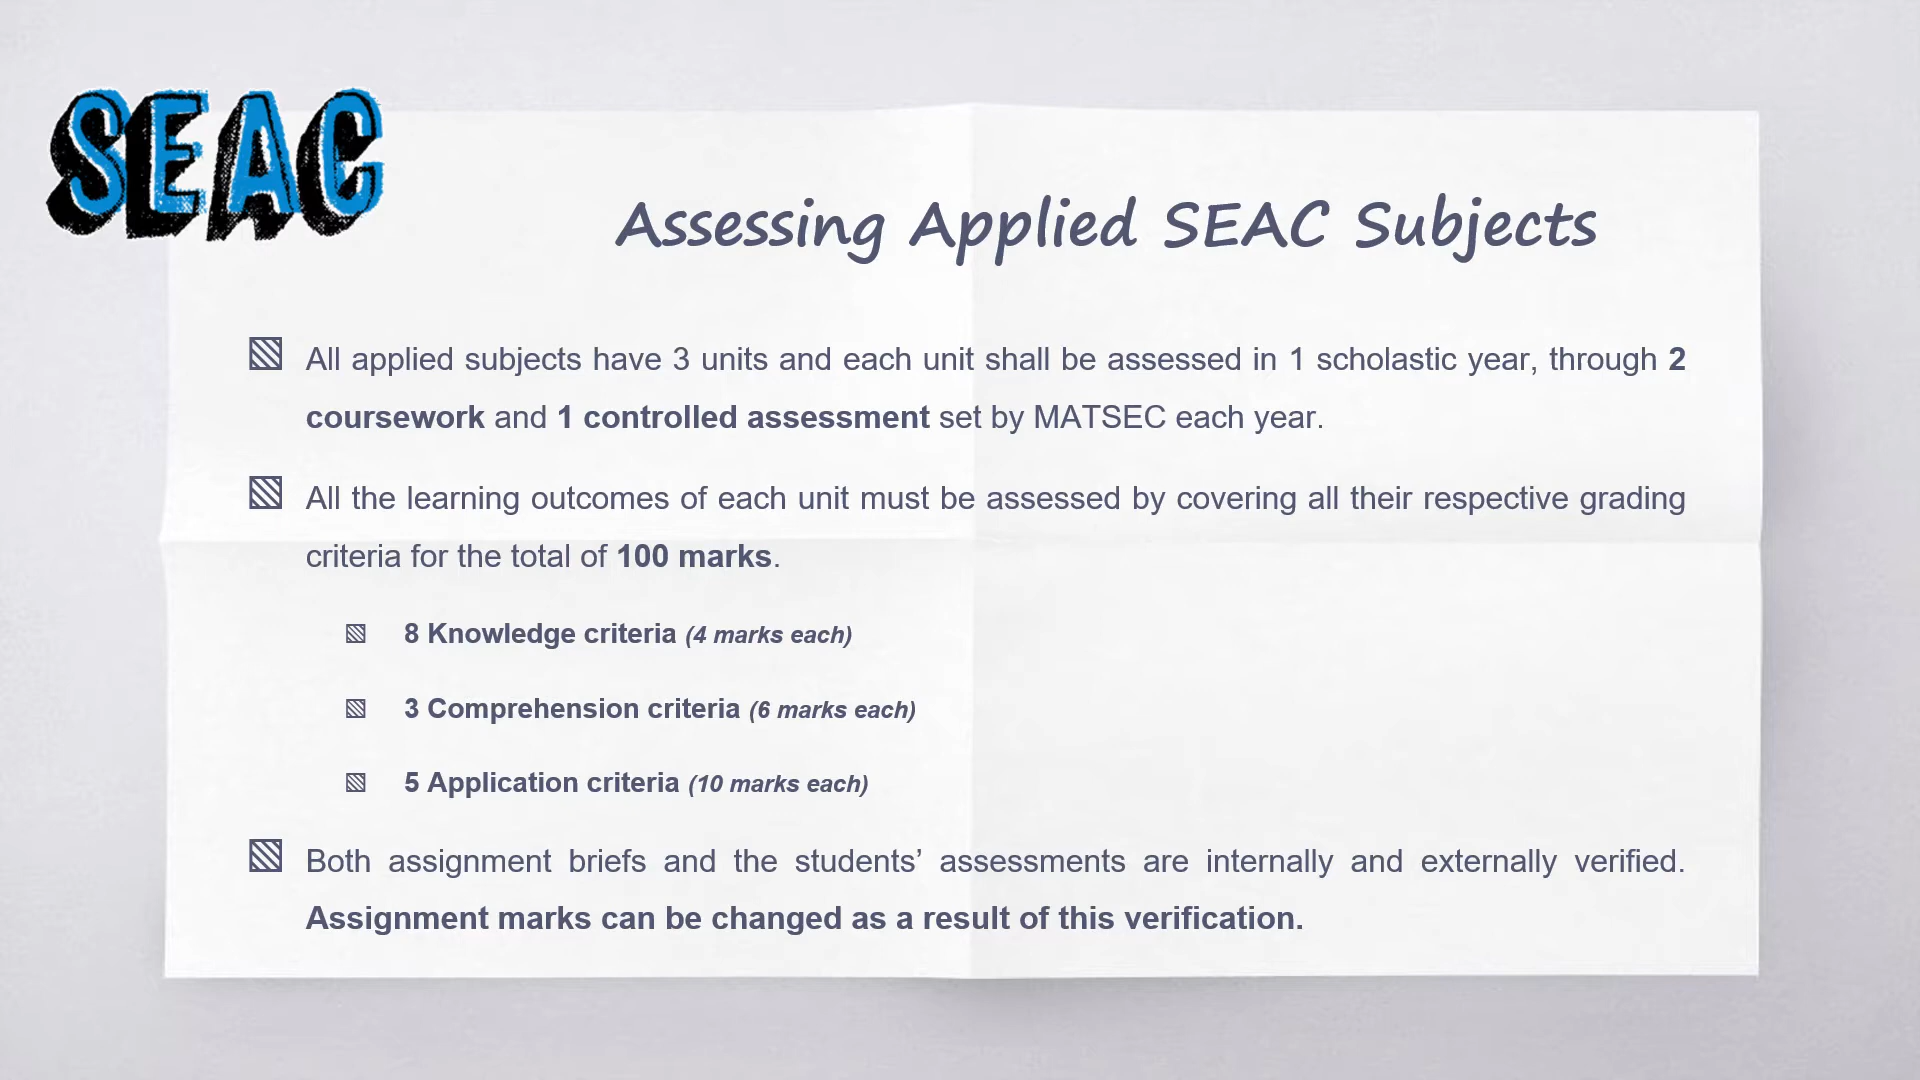 SEAC
Assessing Applied SEAC Subjects
All applied subjects have 3 units and each unit shall be assessed in 1 scholastic year, through 2
coursework and 1 controlled assessment set by MATSEC each year.
All the learning outcomes of each unit must be assessed by covering all their respective grading
criteria for the total of 100 marks.
8 Knowledge criteria (4 marks each)
3 Comprehension criteria (6 marks each)
5 Application criteria (10 marks each)
Both assignment briefs and the students’ assessments are internally and externally verified.
Assignment marks can be changed as a result of this verification.